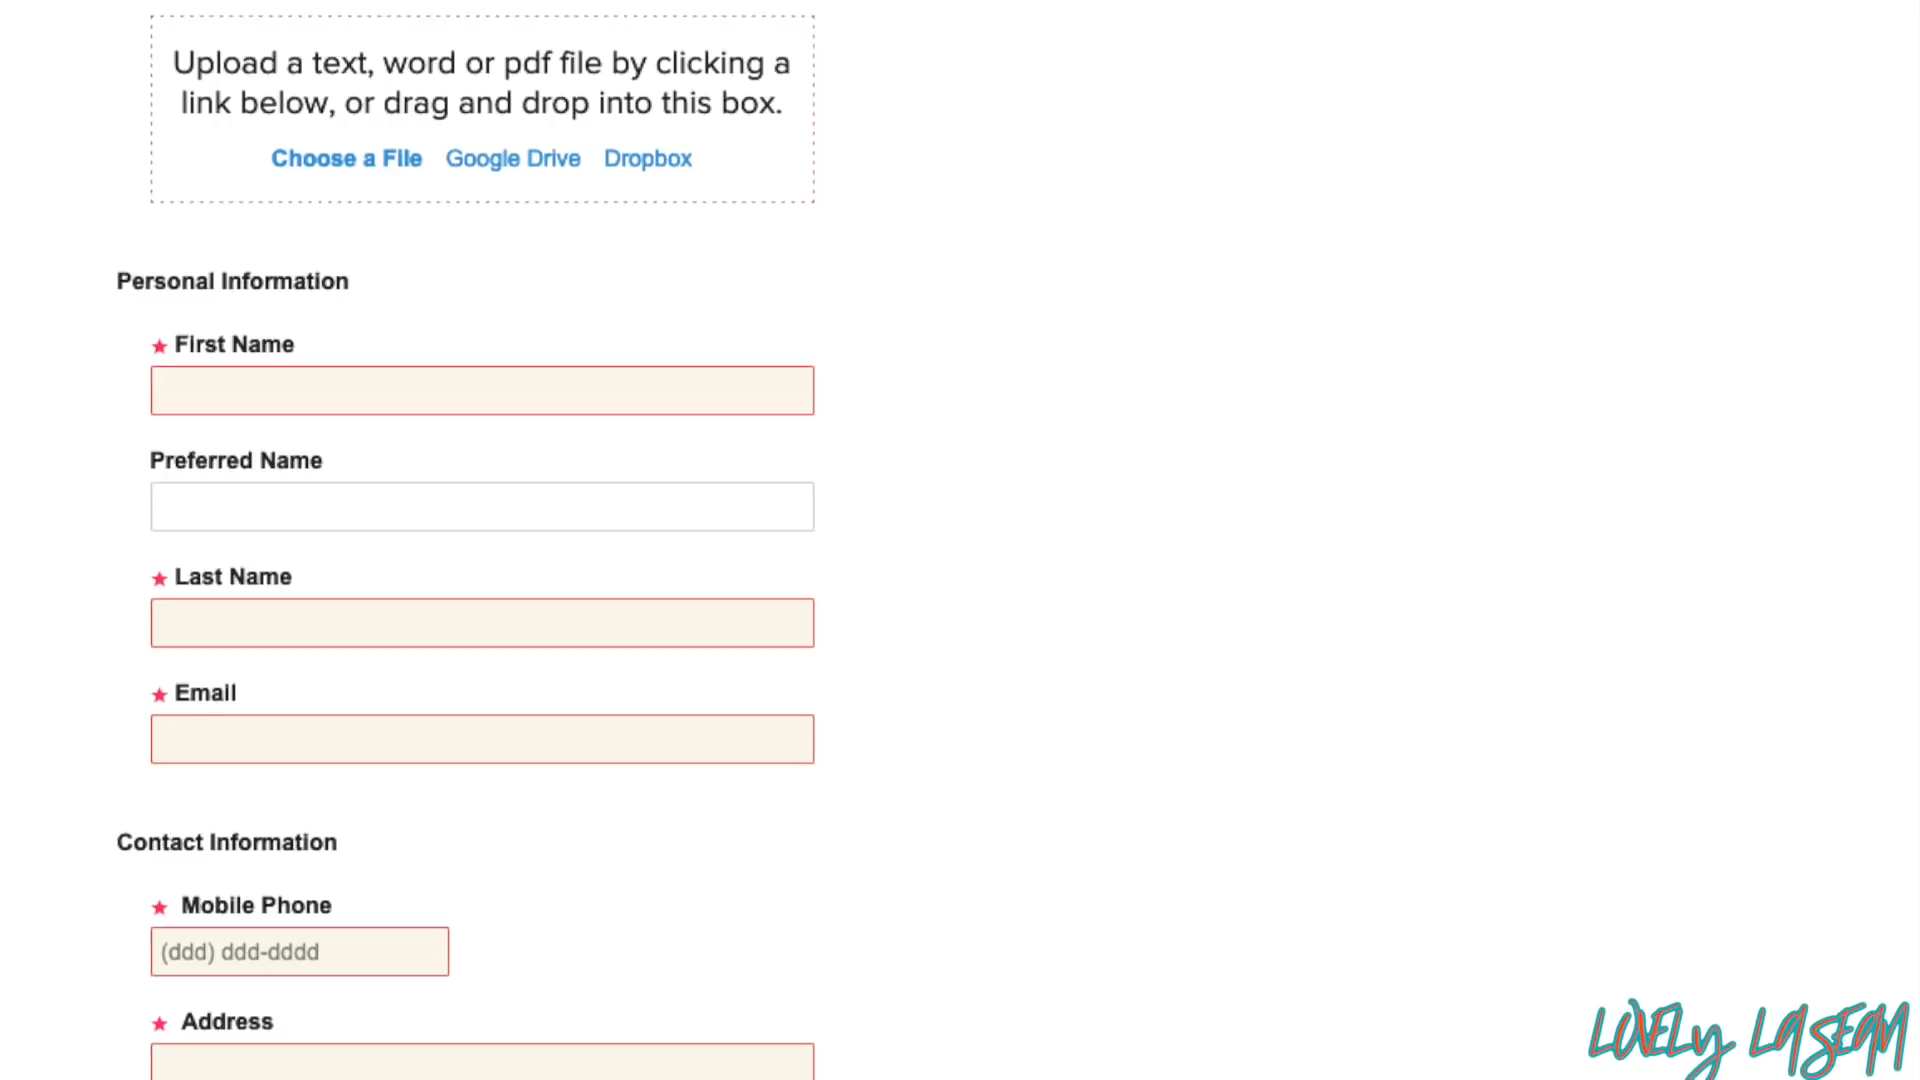 Upload a text, word or pdf file by clicking a
link below, or drag and drop into this box.
Choose a File Google Drive Dropbox
Personal Information
★ First Name
Preferred Name
★ Last Name
★ Email
Contact Information
★ Mobile Phone
(ddd) ddd-dddd
★ Address
LOVELY LASEAN